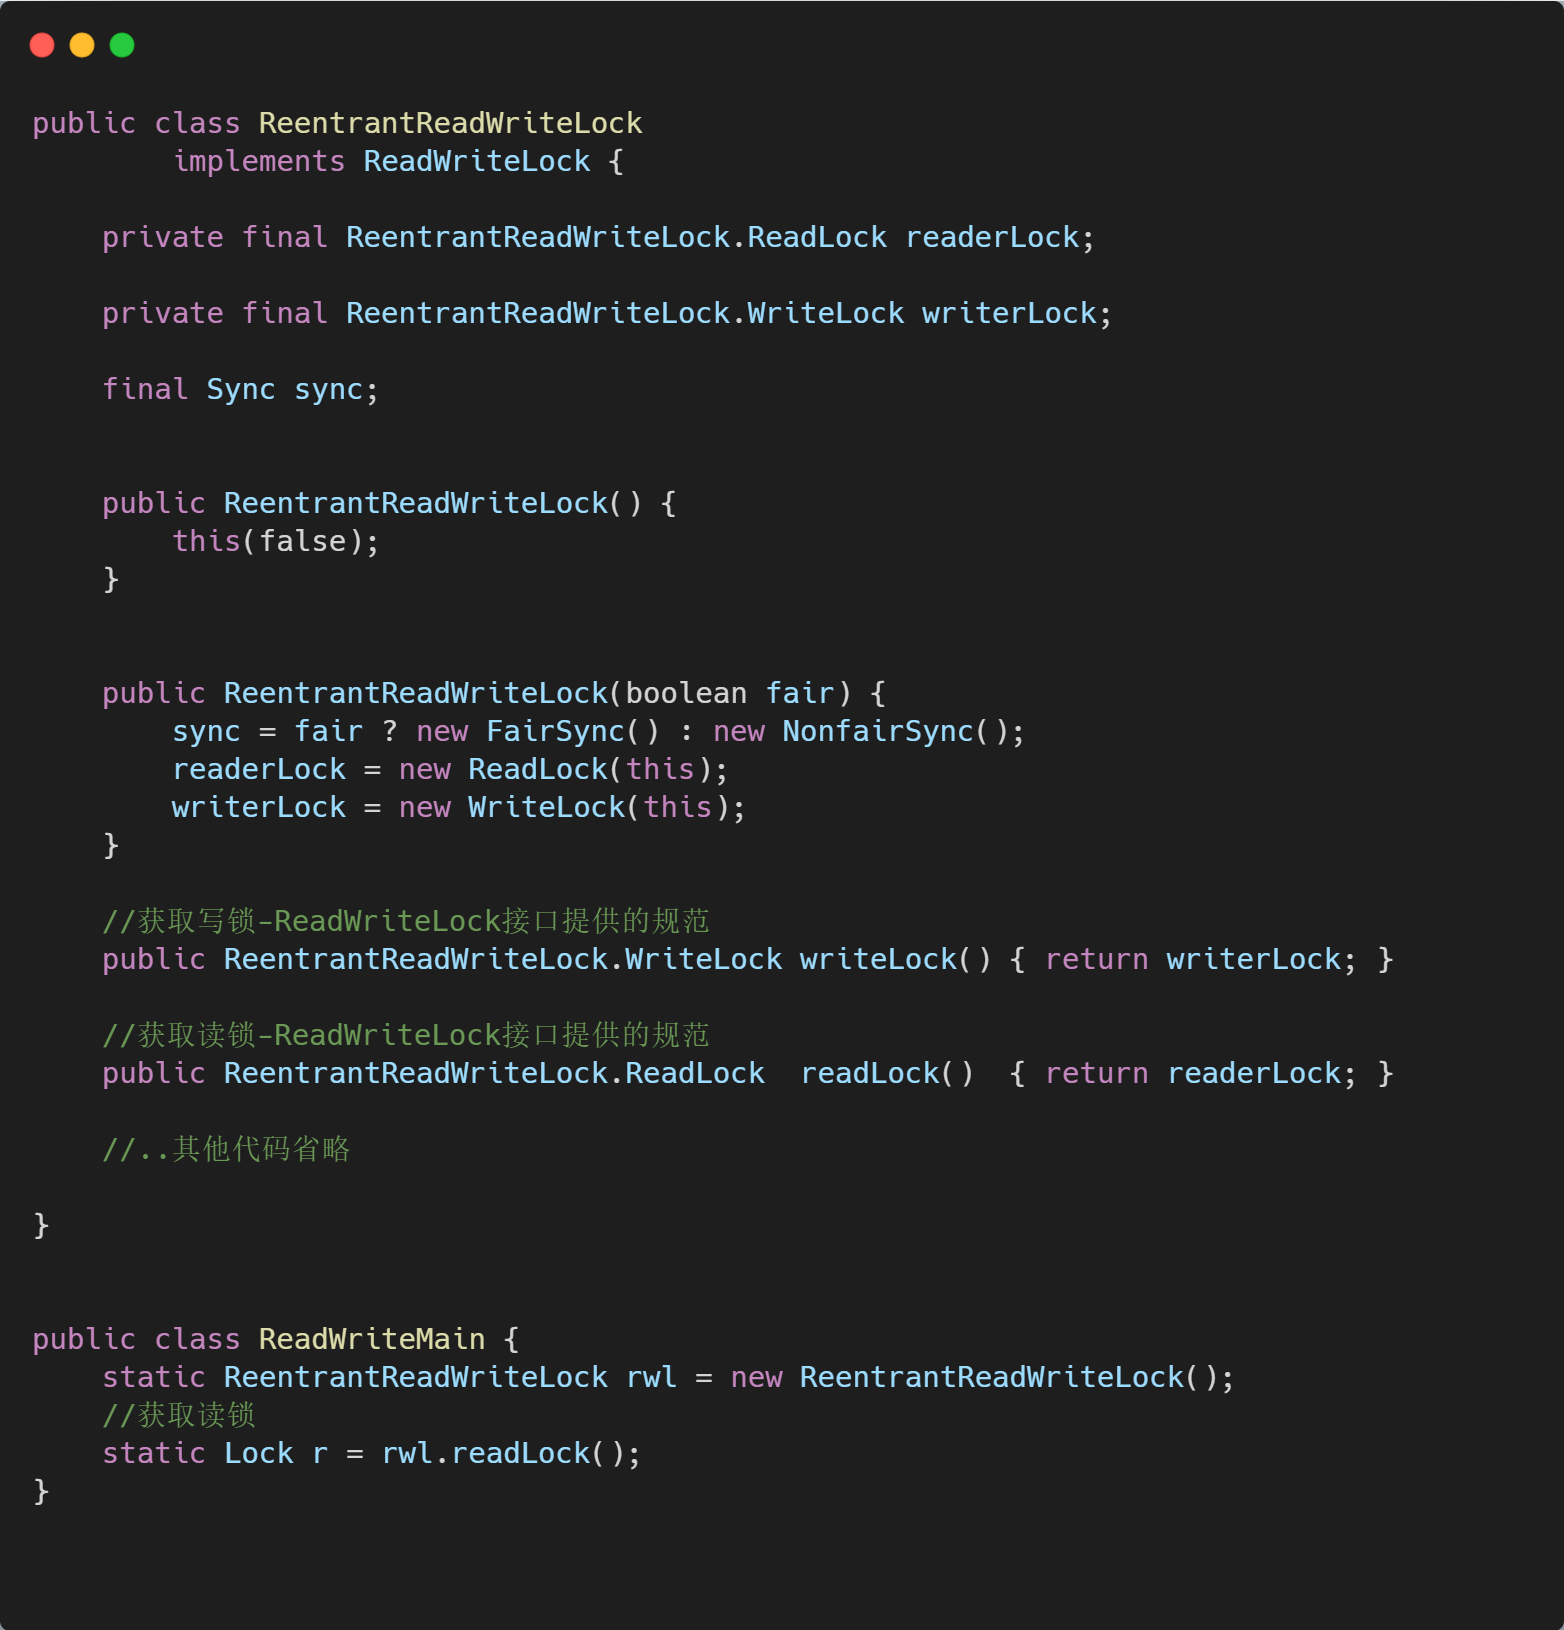 public class ReentrantReadWriteLock
        implements ReadWriteLock {
    private final ReentrantReadWriteLock.ReadLock readerLock;
    private final ReentrantReadWriteLock.WriteLock writerLock;
    final Sync sync;
    public ReentrantReadWriteLock() {
        this(false);
    }
    public ReentrantReadWriteLock(boolean fair) {
        sync = fair ? new FairSync() : new NonfairSync();
        readerLock = new ReadLock(this);
        writerLock = new WriteLock(this);
    }
    //获取写锁-ReadWriteLock接口提供的规范
    public ReentrantReadWriteLock.WriteLock writeLock() { return writerLock; }
    //获取读锁-ReadWriteLock接口提供的规范
    public ReentrantReadWriteLock.ReadLock  readLock()  { return readerLock; }
    //..其他代码省略
}
public class ReadWriteMain {
    static ReentrantReadWriteLock rwl = new ReentrantReadWriteLock();
    //获取读锁
    static Lock r = rwl.readLock();
}